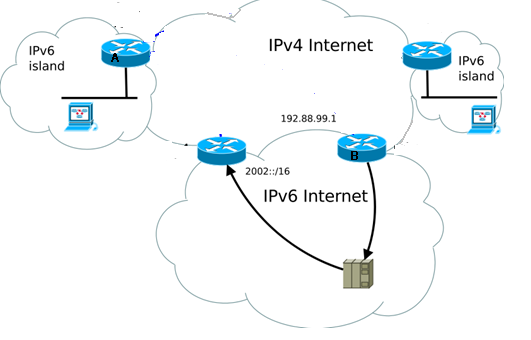 IPv4 Internet
IPv6
island
A
IPv6
island
192.88.99.1
B
2002::/16
IPv6 Internet